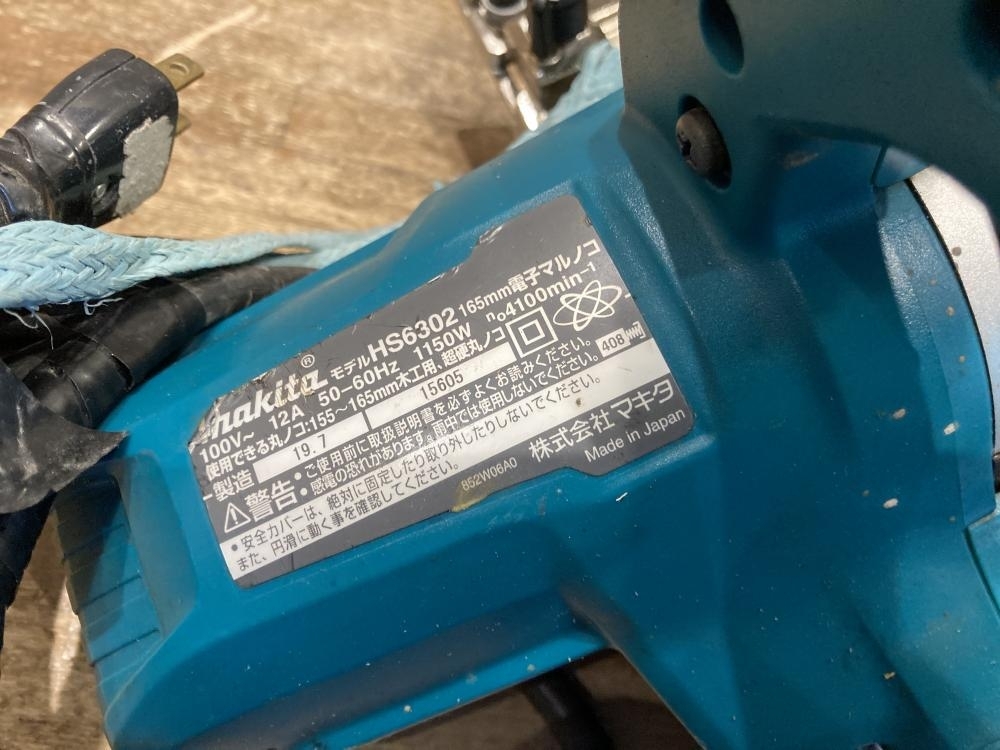 makita® モデルHS6302 165mm電子マルノコ
100V～ 12A 50-60Hz 1150W n₀4100min⁻¹
使用できる丸ノコ:155～165mm木工用、超硬丸ノコ
製造 19.7 15605 408
警告 ・ご使用前に取扱説明書を必ずよくお読みください。
・感電の恐れがあります。雨中では使用しないでください。
・安全カバーは、絶対に固定したり取り外したりしないでください。
また、円滑に動く事を確認してください。
852W06A0
株式会社マキタ
Made in Japan